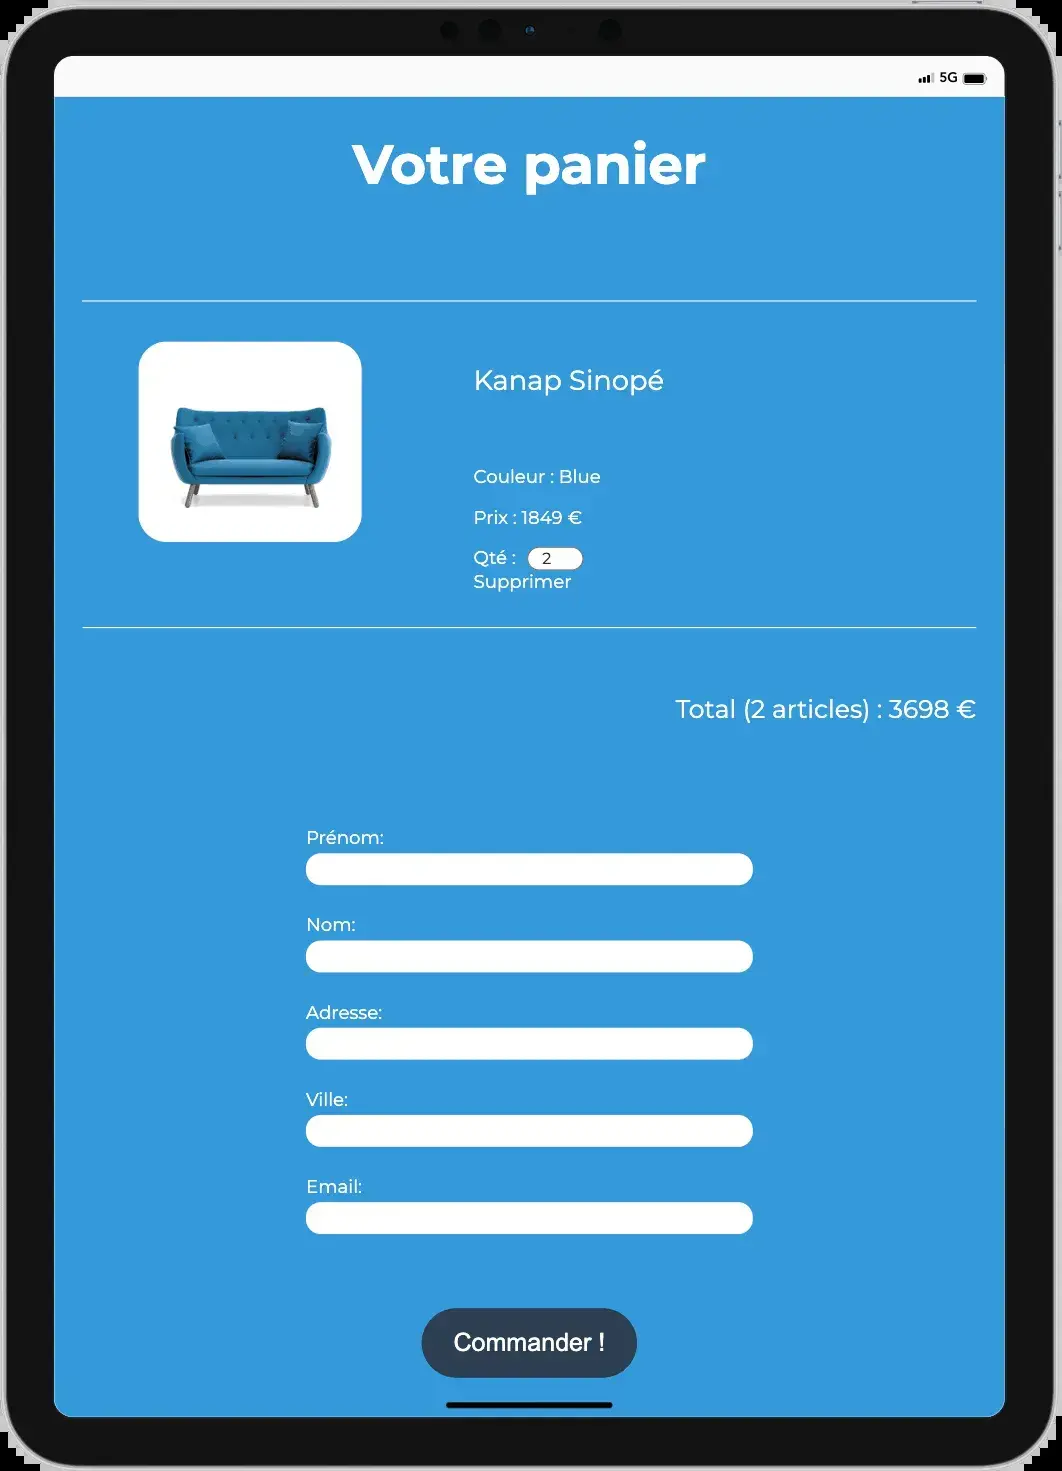 5G
Votre panier
Kanap Sinopé
Couleur : Blue
Prix : 1849 €
Qté : 2
Supprimer
Total (2 articles) : 3698 €
Prénom:
Nom:
Adresse:
Ville:
Email:
Commander !